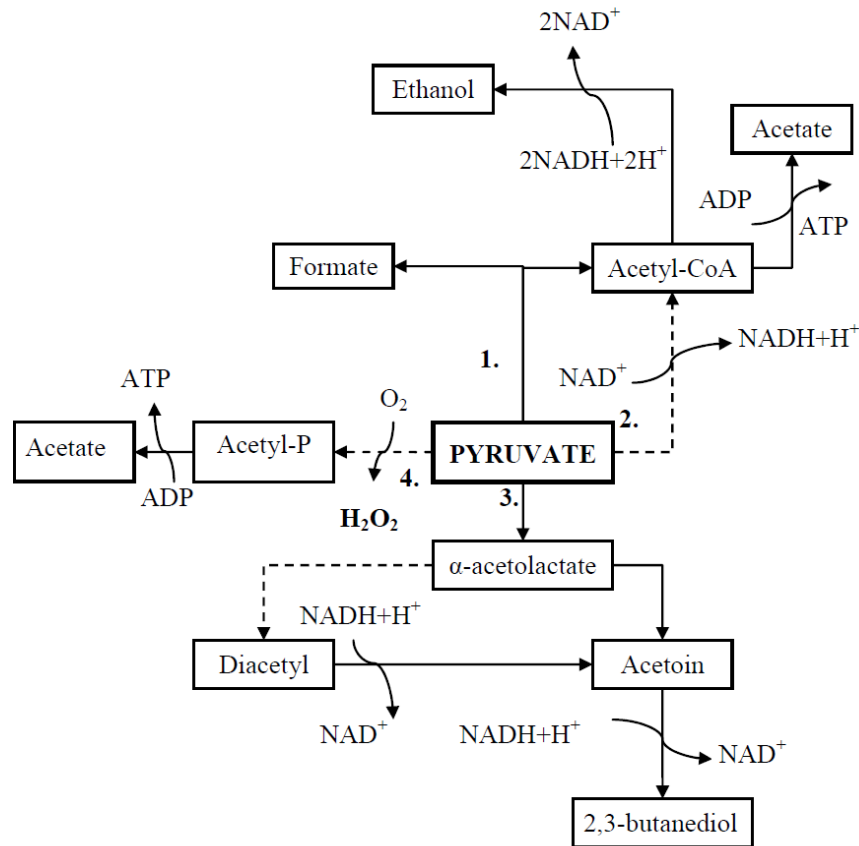 2NAD⁺
Ethanol
Acetate
2NADH+2H⁺
ADP
ATP
Formate
Acetyl-CoA
1.
NAD⁺
NADH+H⁺
ATP
O₂
2.
Acetate
Acetyl-P
PYRUVATE
ADP
4.
3.
H₂O₂
α-acetolactate
NADH+H⁺
Diacetyl
Acetoin
NAD⁺
NADH+H⁺
NAD⁺
2,3-butanediol